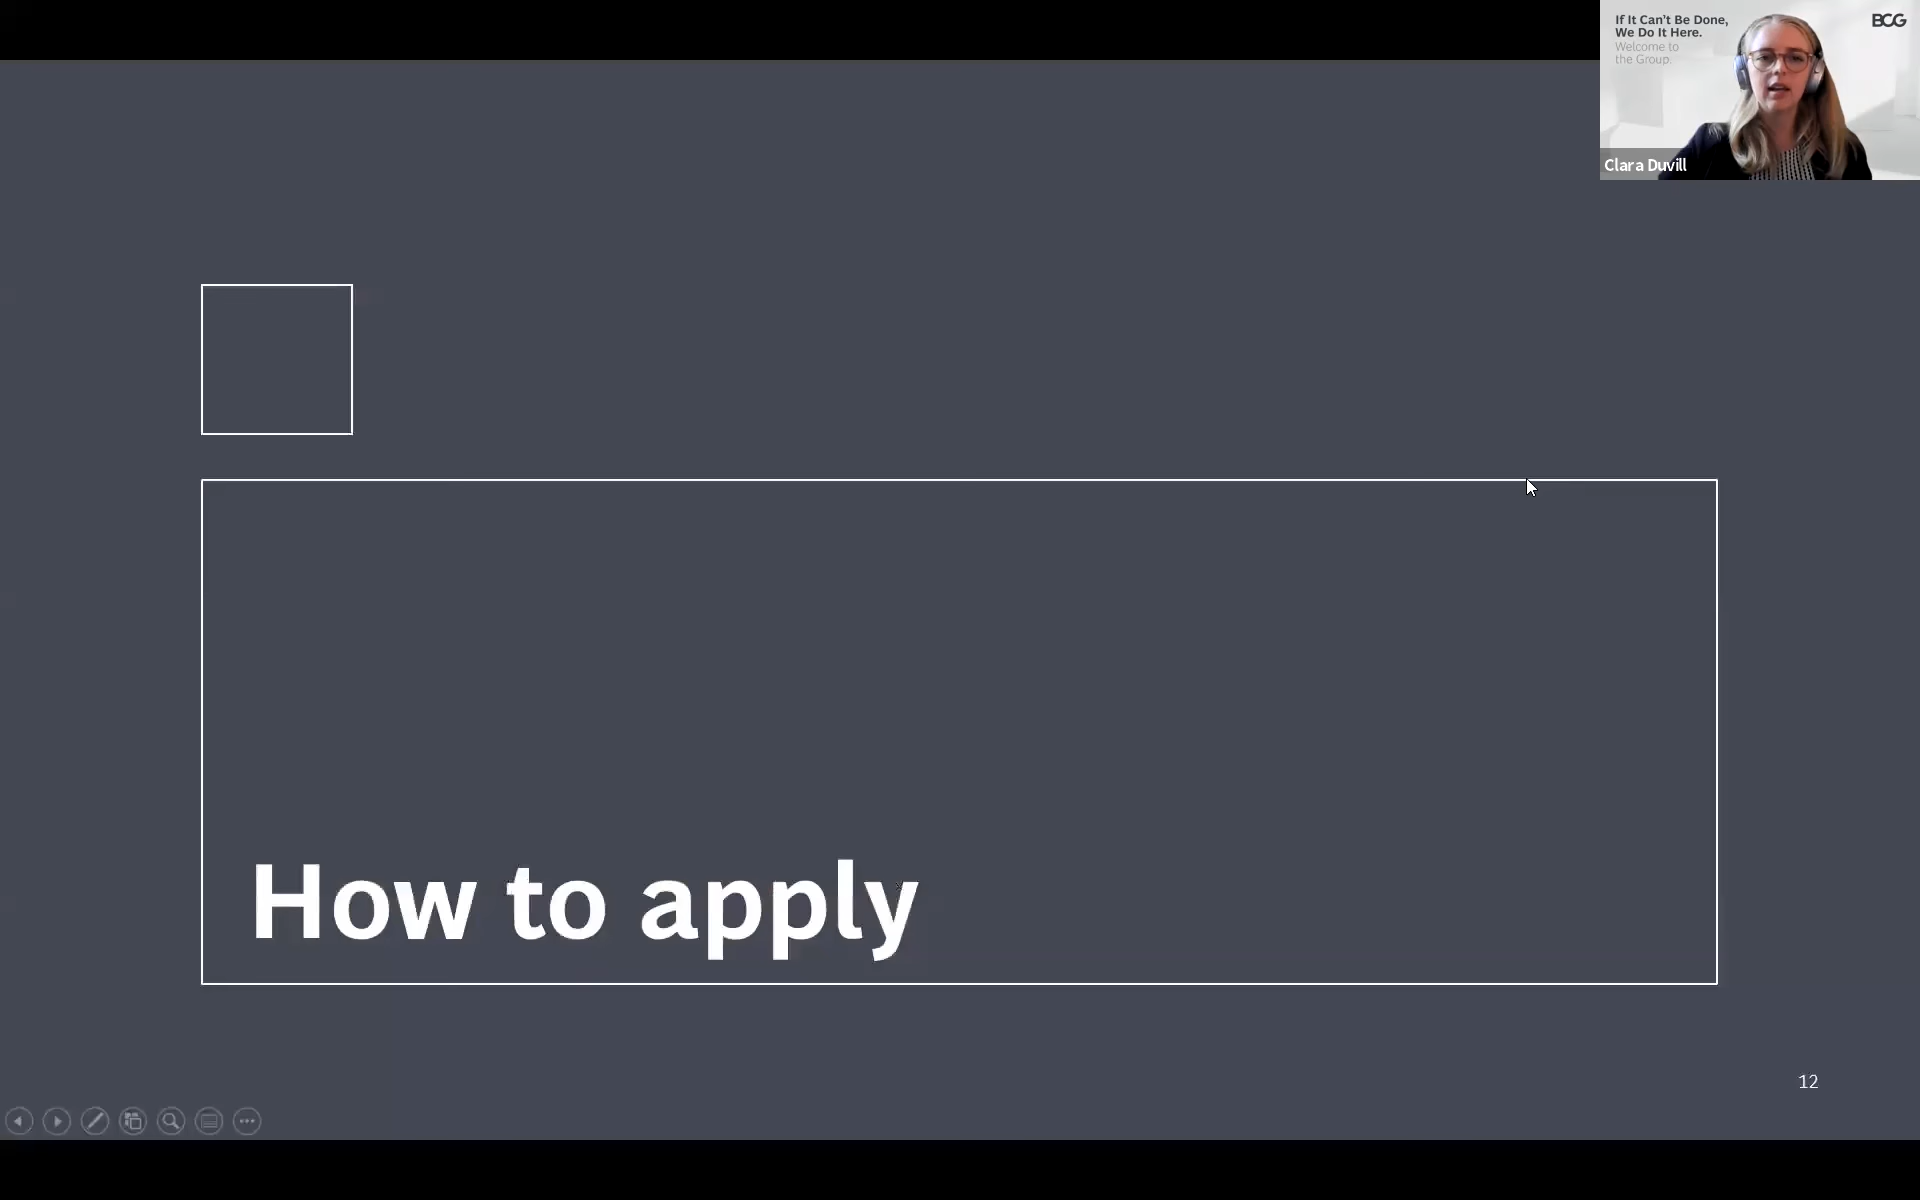 If It Can't Be Done,
We Do It Here.
Welcome to
the Group.
BCG
Clara Duvill
How to apply
12